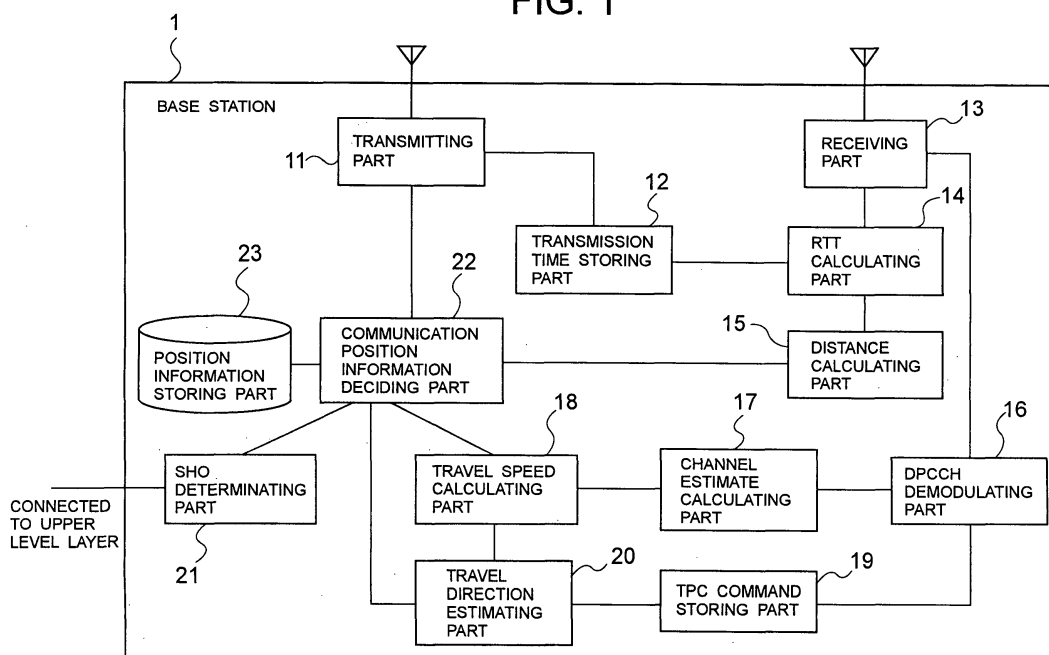 FIG. 1
1
BASE STATION
TRANSMITTING
PART
11
RECEIVING
PART
13
12
TRANSMISSION
TIME STORING
PART
14
RTT
CALCULATING
PART
23
POSITION
INFORMATION
STORING PART
22
COMMUNICATION
POSITION
INFORMATION
DECIDING PART
15
DISTANCE
CALCULATING
PART
18
TRAVEL SPEED
CALCULATING
PART
17
CHANNEL
ESTIMATE
CALCULATING
PART
16
DPCCH
DEMODULATING
PART
SHO
DETERMINATING
PART
21
CONNECTED
TO UPPER
LEVEL LAYER
20
TRAVEL
DIRECTION
ESTIMATING
PART
19
TPC COMMAND
STORING PART